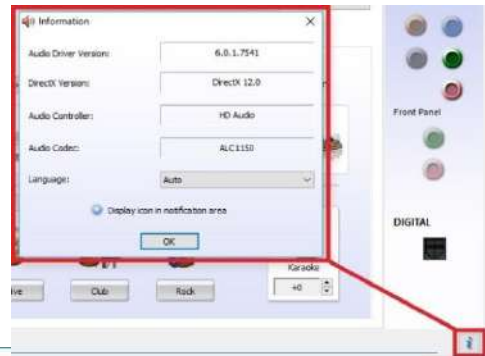 Information
Audio Driver Version:
6.0.1.7541
DirectX Version:
DirectX 12.0
Audio Controller:
HD Audio
Audio Codec:
ALC1150
Language:
Auto
Display icon in notification area
OK
Front Panel
DIGITAL
Karaoke
Club
Rock
+0
i